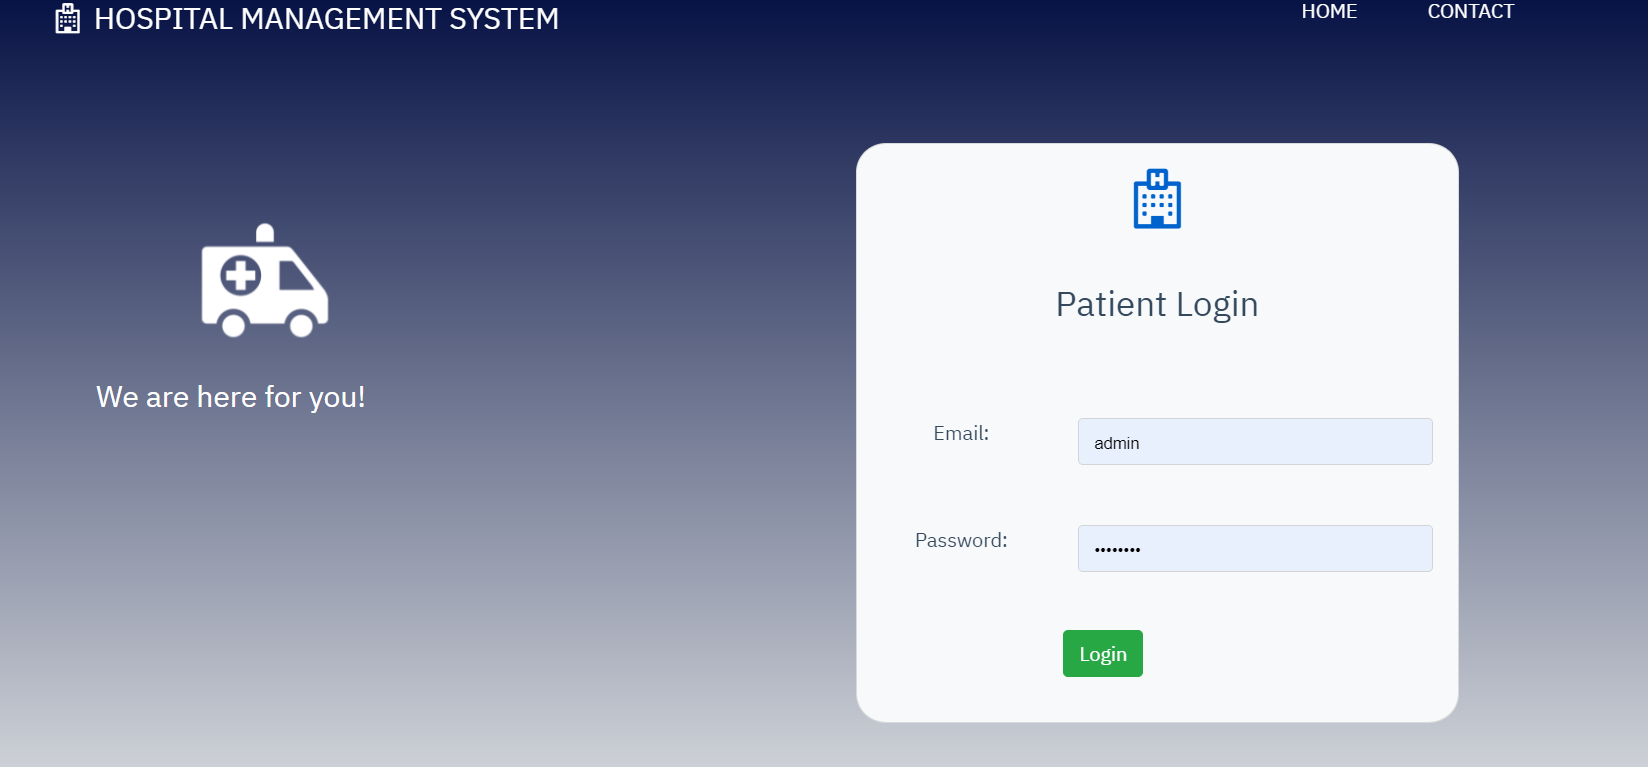 HOSPITAL MANAGEMENT SYSTEM
HOME
CONTACT
We are here for you!
H
Patient Login
Email:
admin
Password:
••••••••
Login